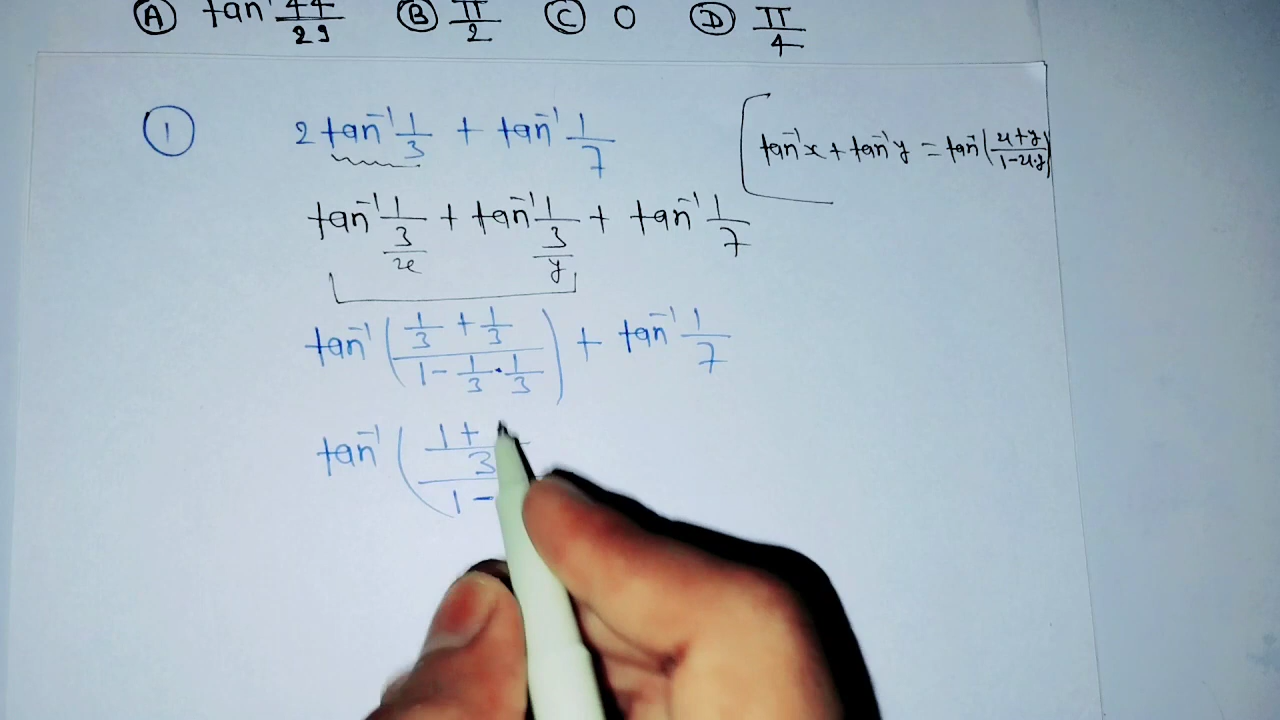 Ⓐ tan⁻¹ 44/29 Ⓑ π/2 Ⓒ 0 Ⓓ π/4
① 2 tan⁻¹ 1/3 + tan⁻¹ 1/7 [tan⁻¹x + tan⁻¹y = tan⁻¹((x+y)/(1-x.y))
tan⁻¹ 1/3 + tan⁻¹ 1/3 + tan⁻¹ 1/7
x y
tan⁻¹((1/3 + 1/3)/(1 - 1/3 · 1/3)) + tan⁻¹ 1/7
tan⁻¹((1+ /3)/(1-